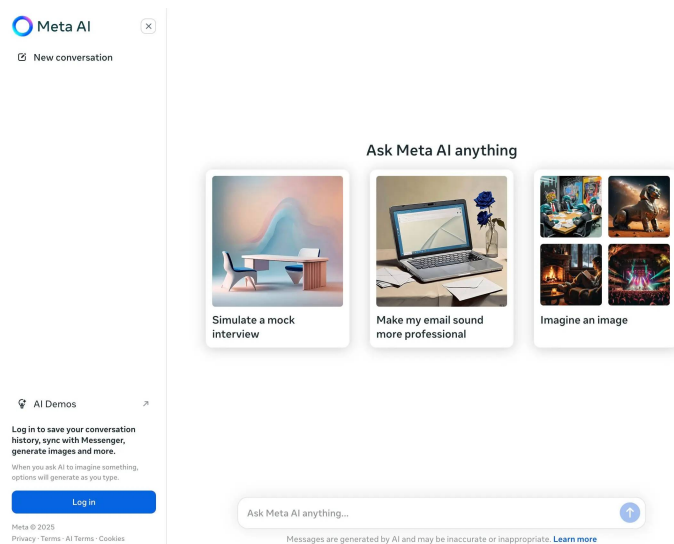 Meta AI
New conversation
Ask Meta AI anything
Simulate a mock
interview
Make my email sound
more professional
Imagine an image
AI Demos
Log in to save your conversation
history, sync with Messenger,
generate images and more.
When you ask AI to imagine something,
options will generate as you type.
Log in
Meta © 2025
Privacy · Terms · AI Terms · Cookies
Ask Meta AI anything...
Messages are generated by AI and may be inaccurate or inappropriate. Learn more